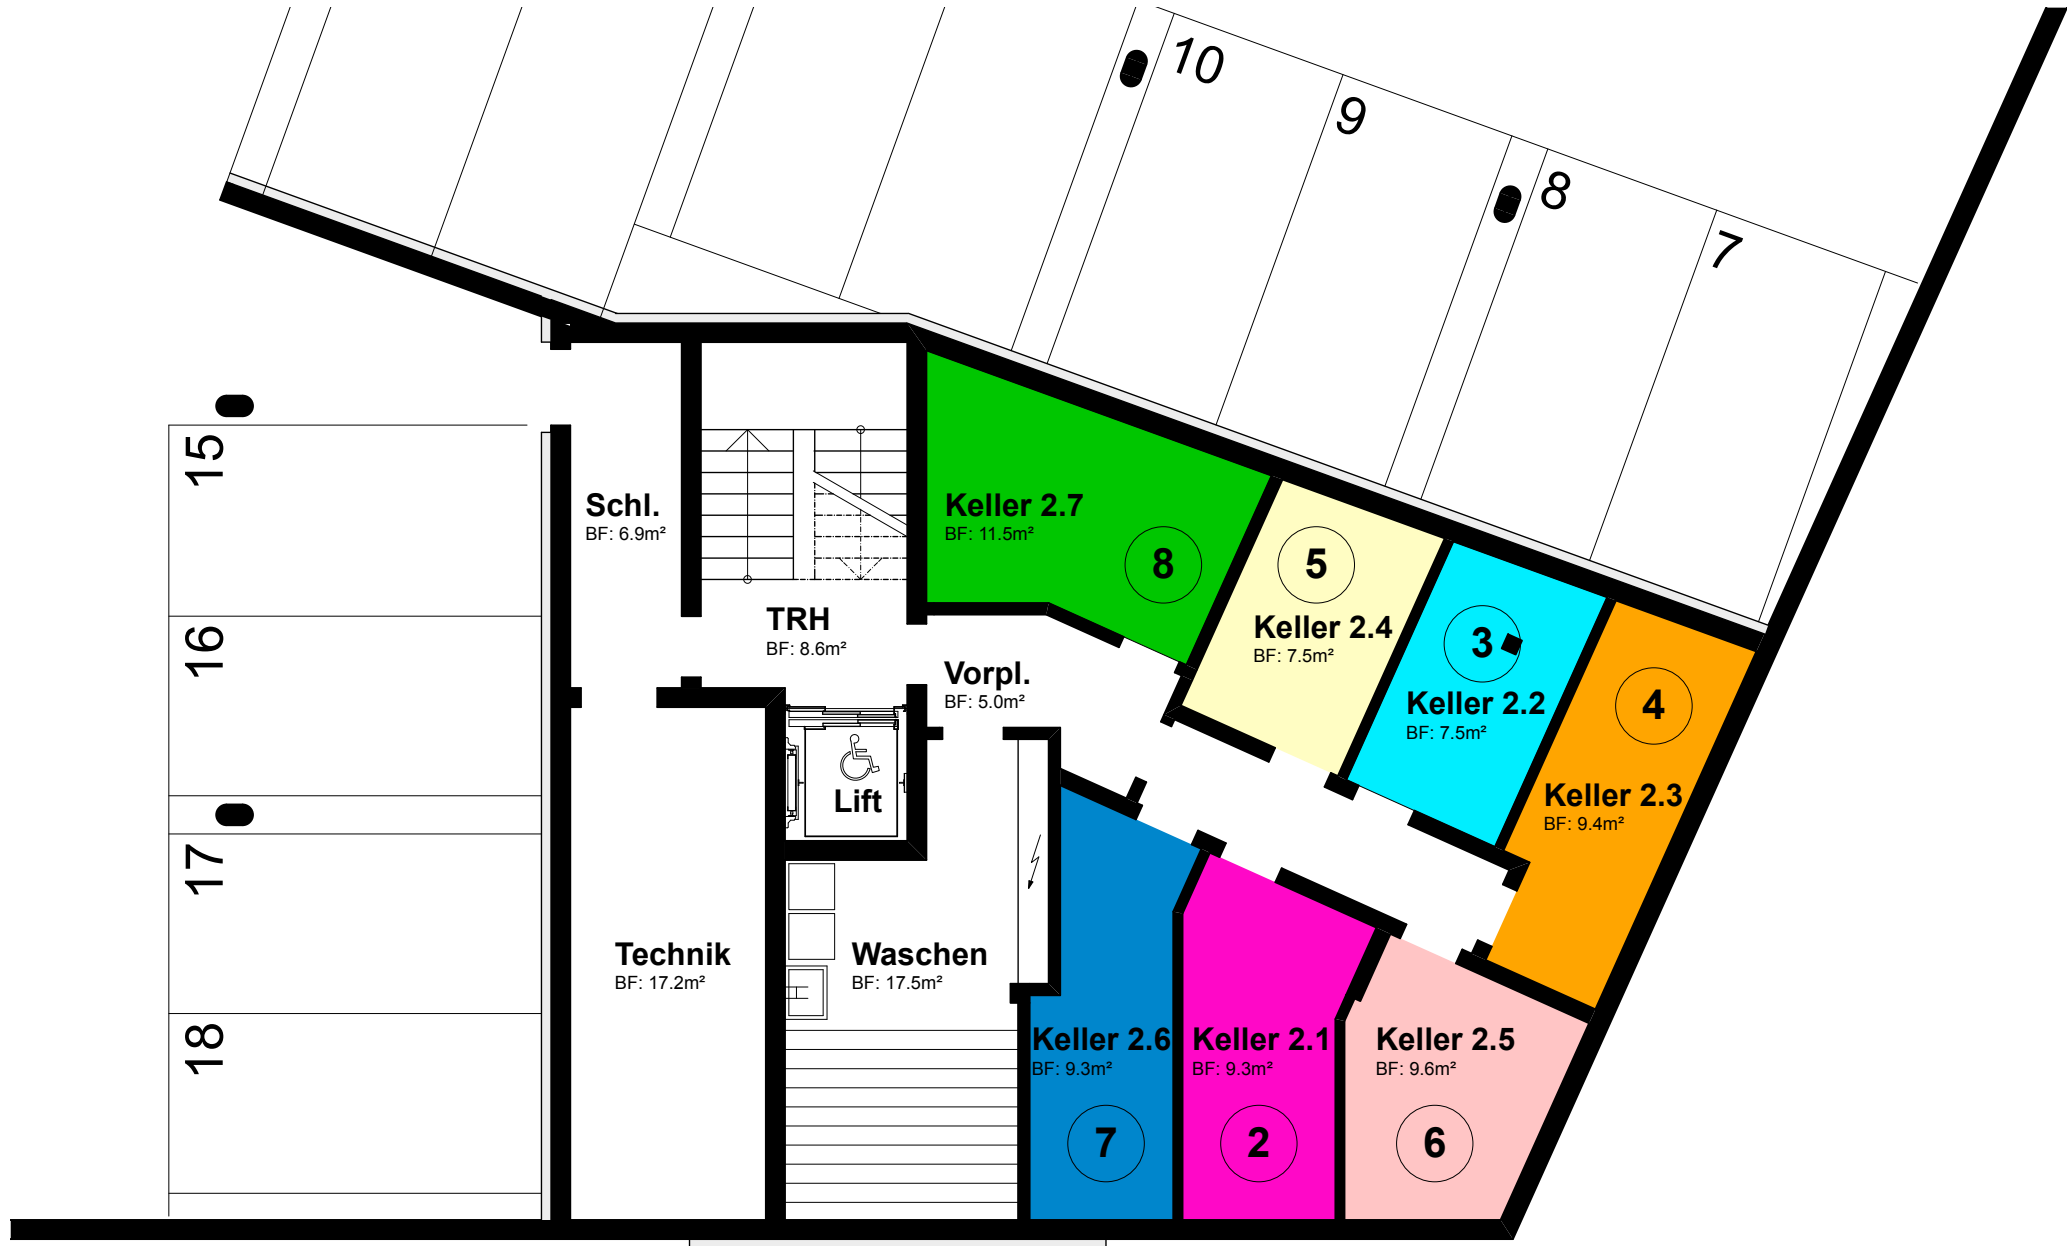 10
9
8
7
15
16
17
18
Schl.
BF: 6.9m²
TRH
BF: 8.6m²
Vorpl.
BF: 5.0m²
Lift
Technik
BF: 17.2m²
Waschen
BF: 17.5m²
Keller 2.7
BF: 11.5m²
8
5
Keller 2.4
BF: 7.5m²
3
Keller 2.2
BF: 7.5m²
4
Keller 2.3
BF: 9.4m²
Keller 2.6
BF: 9.3m²
7
Keller 2.1
BF: 9.3m²
2
Keller 2.5
BF: 9.6m²
6